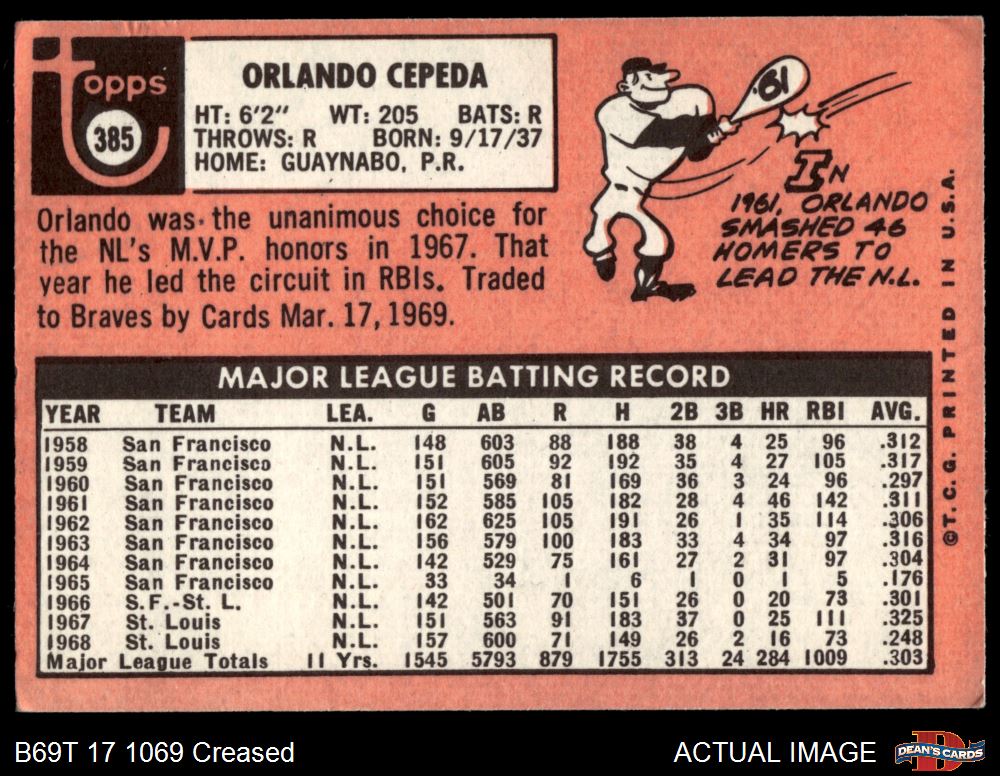 topps
385
ORLANDO CEPEDA
HT: 6'2" WT: 205 BATS: R
THROWS: R BORN: 9/17/37
HOME: GUAYNABO, P.R.
Orlando was the unanimous choice for
the NL's M.V.P. honors in 1967. That
year he led the circuit in RBIs. Traded
to Braves by Cards Mar. 17, 1969.
'61
IN
1961, ORLANDO
SMASHED 46
HOMERS TO
LEAD THE N.L.
©T.C.G. PRINTED IN U.S.A.
MAJOR LEAGUE BATTING RECORD
YEAR TEAM LEA. G AB R H 2B 3B HR RBI AVG.
1958 San Francisco N.L. 148 603 88 188 38 4 25 96 .312
1959 San Francisco N.L. 151 605 92 192 35 4 27 105 .317
1960 San Francisco N.L. 151 569 81 169 36 3 24 96 .297
1961 San Francisco N.L. 152 585 105 182 28 4 46 142 .311
1962 San Francisco N.L. 162 625 105 191 26 1 35 114 .306
1963 San Francisco N.L. 156 579 100 183 33 4 34 97 .316
1964 San Francisco N.L. 142 529 75 161 27 2 31 97 .304
1965 San Francisco N.L. 33 34 1 6 1 0 1 5 .176
1966 S.F.-St. L. N.L. 142 501 70 151 26 0 20 73 .301
1967 St. Louis N.L. 151 563 91 183 37 0 25 111 .325
1968 St. Louis N.L. 157 600 71 149 26 2 16 73 .248
Major League Totals 11 Yrs. 1545 5793 879 1755 313 24 284 1009 .303
B69T 17 1069 Creased
ACTUAL IMAGE
DEAN'S CARDS